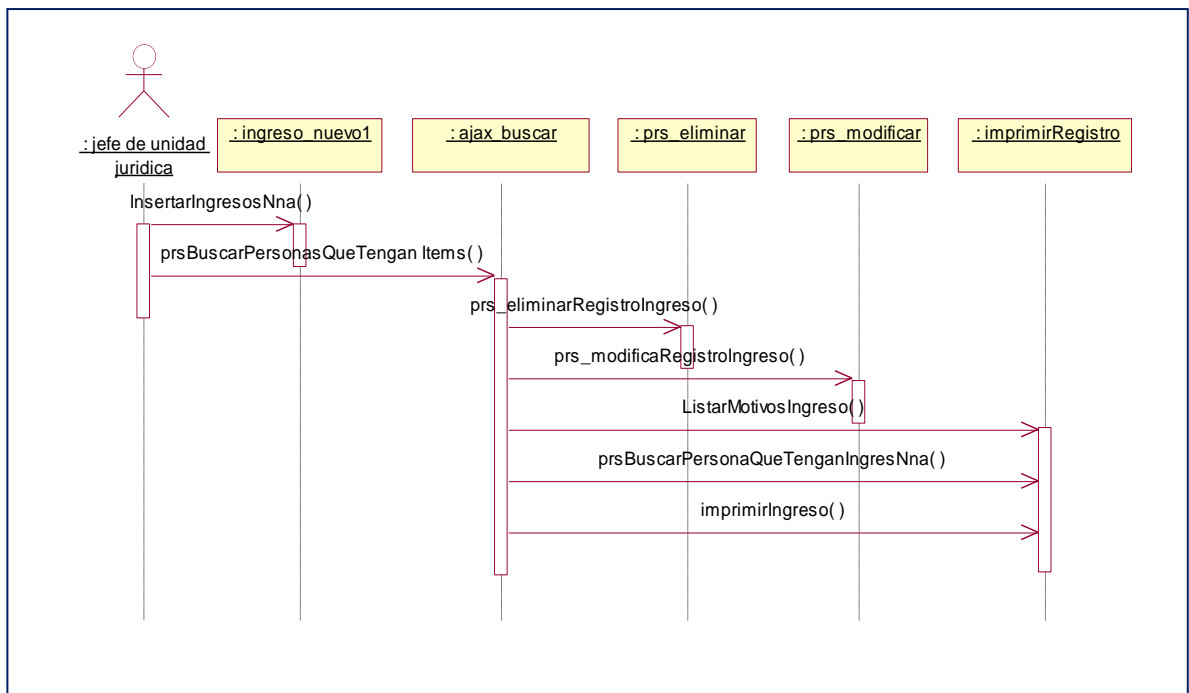 : jefe de unidad
juridica
: ingreso_nuevo1
: ajax_buscar
: prs_eliminar
: prs_modificar
: imprimirRegistro
InsertarIngresosNna( )
prsBuscarPersonasQueTengan Items( )
prs_eliminarRegistroIngreso( )
prs_modificaRegistroIngreso( )
ListarMotivosIngreso( )
prsBuscarPersonaQueTenganIngresNna( )
imprimirIngreso( )